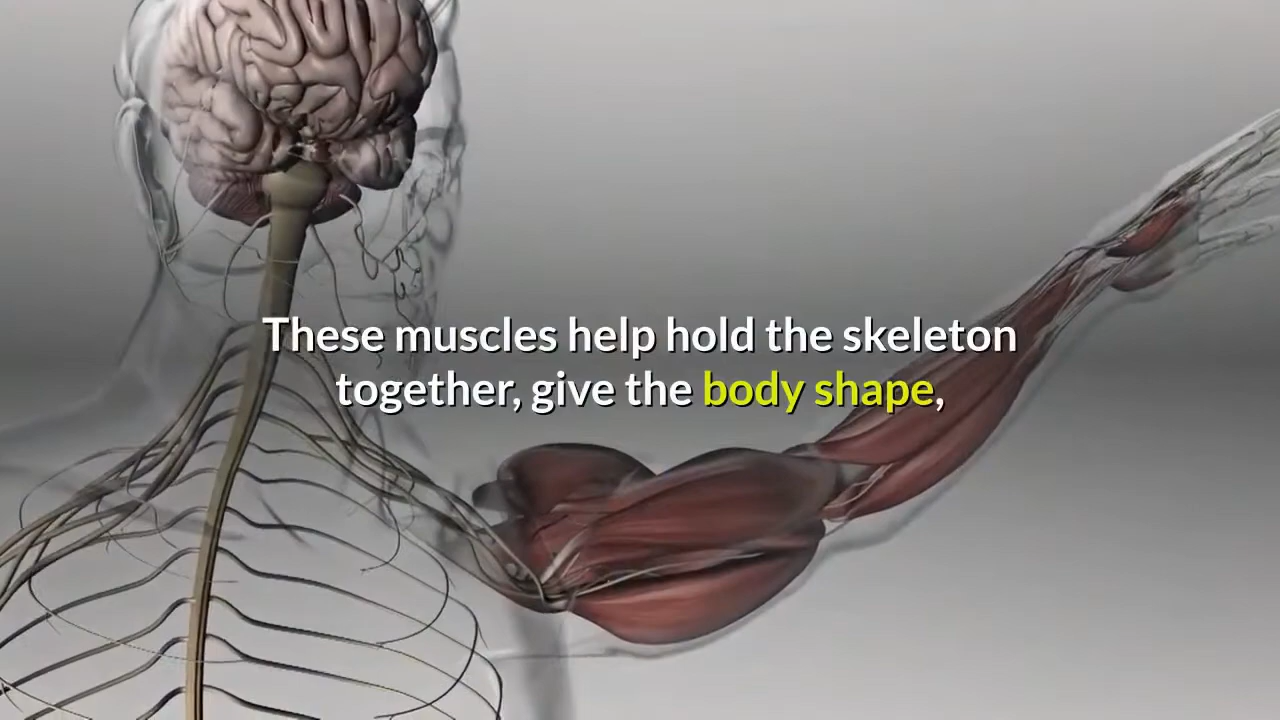 These muscles help hold the skeleton
together, give the body shape,